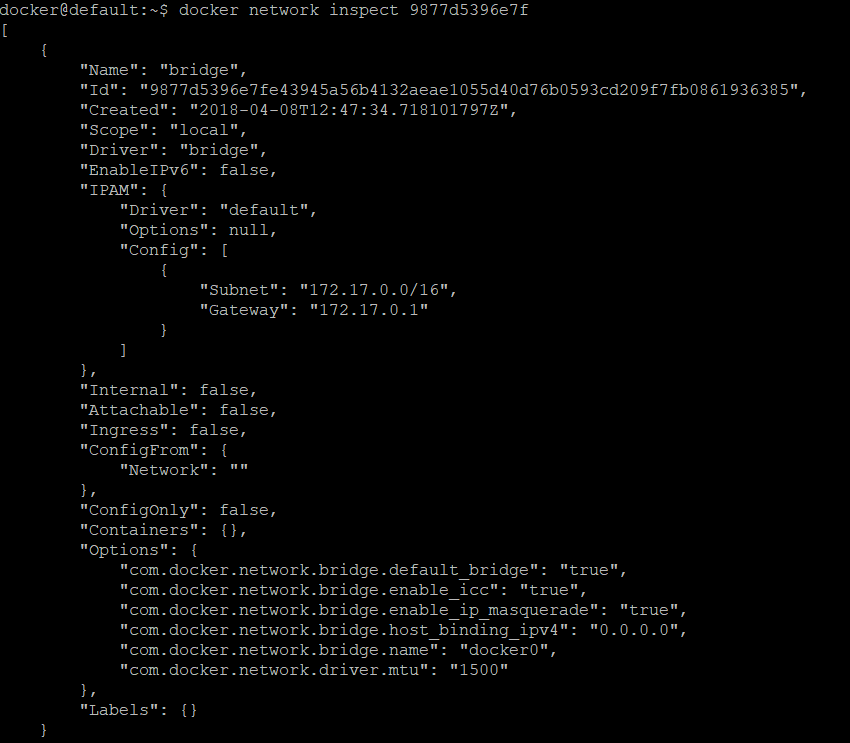 docker@default:~$ docker network inspect 9877d5396e7f
[
    {
        "Name": "bridge",
        "Id": "9877d5396e7fe43945a56b4132aeae1055d40d76b0593cd209f7fb0861936385",
        "Created": "2018-04-08T12:47:34.718101797Z",
        "Scope": "local",
        "Driver": "bridge",
        "EnableIPv6": false,
        "IPAM": {
            "Driver": "default",
            "Options": null,
            "Config": [
                {
                    "Subnet": "172.17.0.0/16",
                    "Gateway": "172.17.0.1"
                }
            ]
        },
        "Internal": false,
        "Attachable": false,
        "Ingress": false,
        "ConfigFrom": {
            "Network": ""
        },
        "ConfigOnly": false,
        "Containers": {},
        "Options": {
            "com.docker.network.bridge.default_bridge": "true",
            "com.docker.network.bridge.enable_icc": "true",
            "com.docker.network.bridge.enable_ip_masquerade": "true",
            "com.docker.network.bridge.host_binding_ipv4": "0.0.0.0",
            "com.docker.network.bridge.name": "docker0",
            "com.docker.network.driver.mtu": "1500"
        },
        "Labels": {}
    }